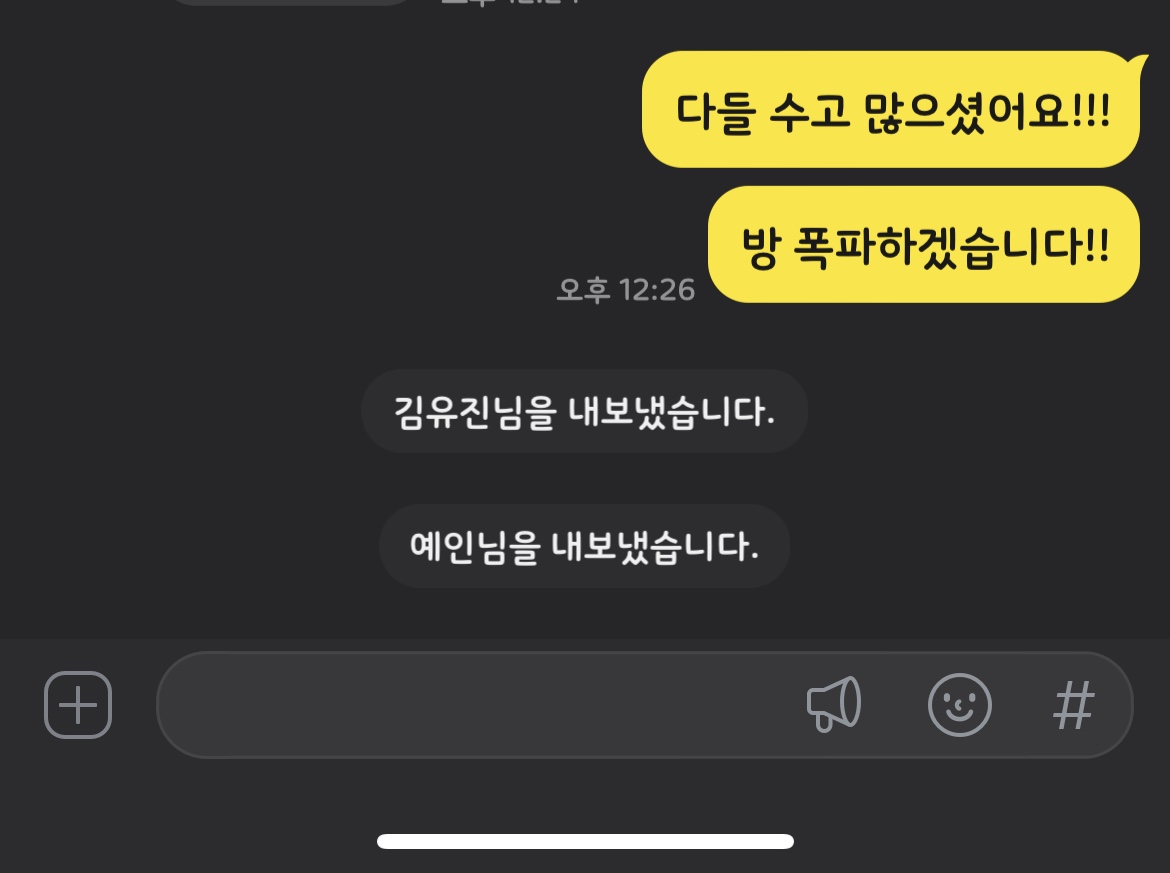 다들 수고 많으셨어요!!!
방 폭파하겠습니다!!
오후 12:26
김유진님을 내보냈습니다.
예인님을 내보냈습니다.
#